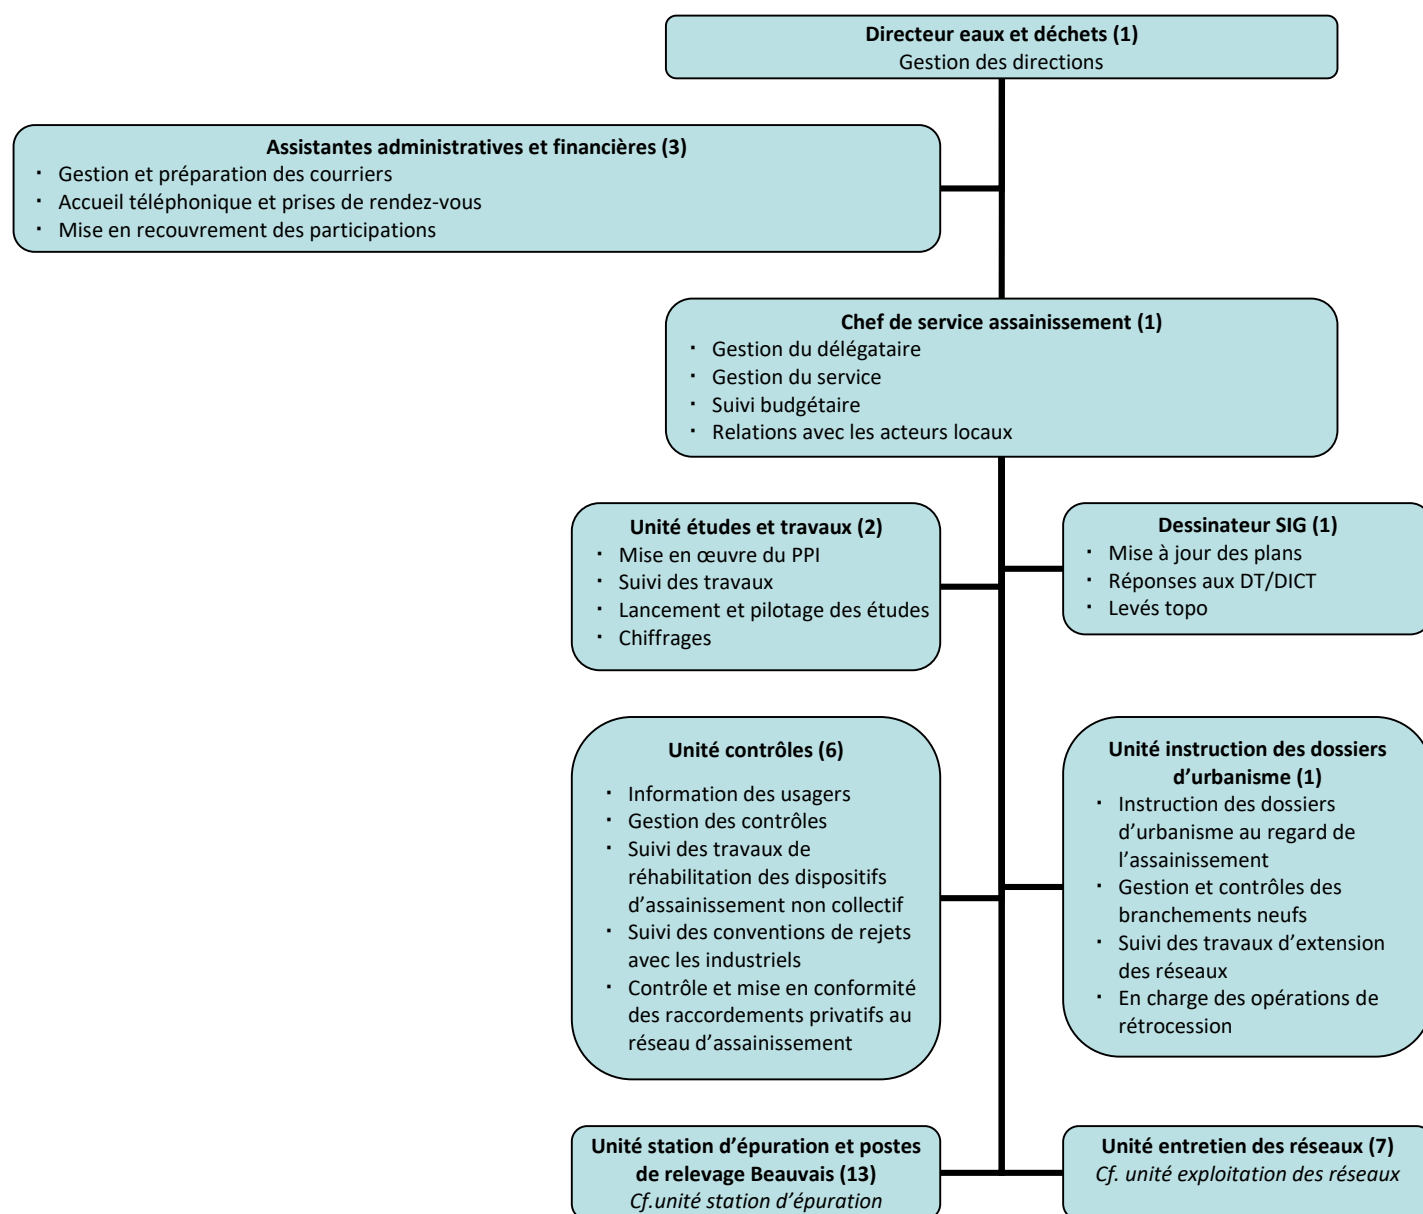 Directeur eaux et déchets (1)
Gestion des directions
Assistantes administratives et financières (3)
· Gestion et préparation des courriers
· Accueil téléphonique et prises de rendez-vous
· Mise en recouvrement des participations
Chef de service assainissement (1)
· Gestion du délégataire
· Gestion du service
· Suivi budgétaire
· Relations avec les acteurs locaux
Unité études et travaux (2)
· Mise en œuvre du PPI
· Suivi des travaux
· Lancement et pilotage des études
· Chiffrages
Dessinateur SIG (1)
· Mise à jour des plans
· Réponses aux DT/DICT
· Levés topo
Unité contrôles (6)
· Information des usagers
· Gestion des contrôles
· Suivi des travaux de
réhabilitation des dispositifs
d’assainissement non collectif
· Suivi des conventions de rejets
avec les industriels
· Contrôle et mise en conformité
des raccordements privatifs au
réseau d’assainissement
Unité instruction des dossiers
d’urbanisme (1)
· Instruction des dossiers
d’urbanisme au regard de
l’assainissement
· Gestion et contrôles des
branchements neufs
· Suivi des travaux d’extension
des réseaux
· En charge des opérations de
rétrocession
Unité station d’épuration et postes
de relevage Beauvais (13)
Cf.unité station d’épuration
Unité entretien des réseaux (7)
Cf. unité exploitation des réseaux